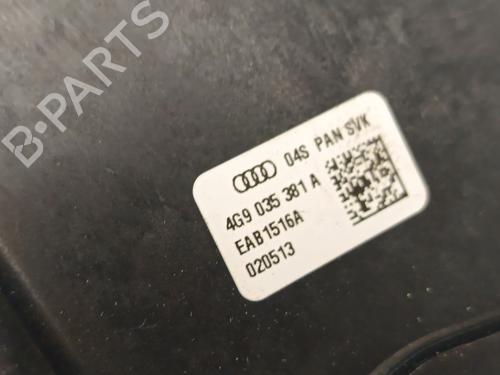 B-PARTS
04S PAN SVK
4G9 035 381 A
EAB1516A
020513